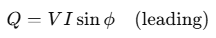 Q = VI sin ϕ (leading)